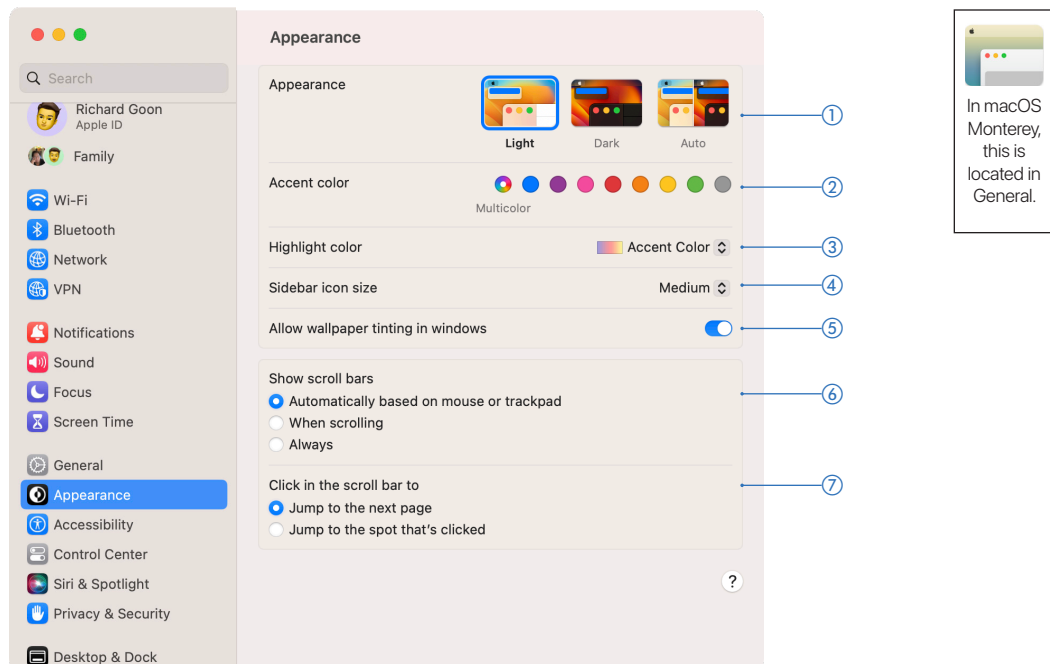 Appearance
Search
Richard Goon
Apple ID
Family
Wi-Fi
Bluetooth
Network
VPN
Notifications
Sound
Focus
Screen Time
General
Appearance
Accessibility
Control Center
Siri & Spotlight
Privacy & Security
Desktop & Dock
Appearance
Light
Dark
Auto
①
Accent color
Multicolor
②
Highlight color
Accent Color
③
Sidebar icon size
Medium
④
Allow wallpaper tinting in windows
⑤
Show scroll bars
Automatically based on mouse or trackpad
When scrolling
Always
⑥
Click in the scroll bar to
Jump to the next page
Jump to the spot that's clicked
⑦
?
In macOS
Monterey,
this is
located in
General.